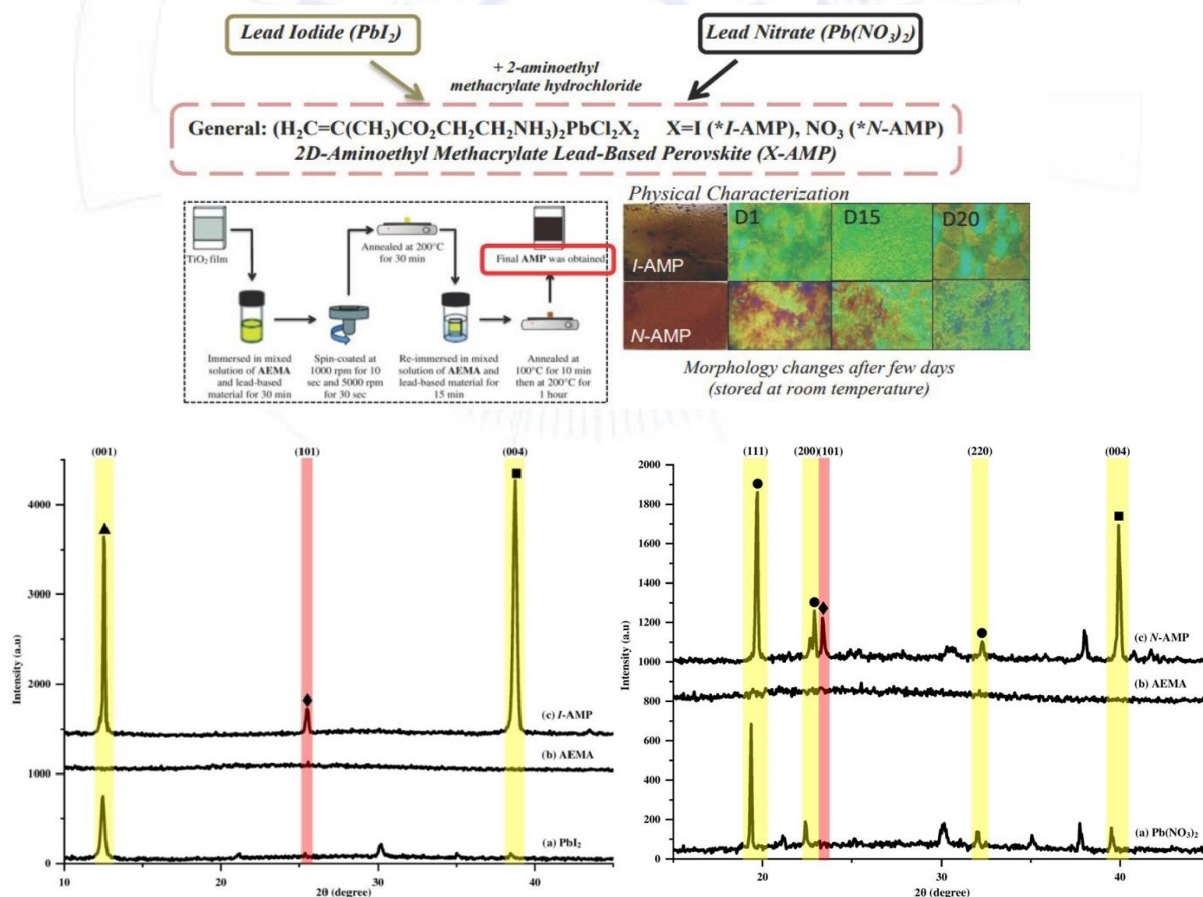 Lead Iodide (PbI₂)
Lead Nitrate (Pb(NO₃)₂)
+ 2-aminoethyl
methacrylate hydrochloride
General: (H₂C=C(CH₃)CO₂CH₂CH₂NH₃)₂PbCl₂X₂ X=I (*I-AMP), NO₃ (*N-AMP)
2D-Aminoethyl Methacrylate Lead-Based Perovskite (X-AMP)
TiO₂ film
Annealed at 200°C
for 30 min
Final AMP was obtained
Immersed in mixed
solution of AEMA
and lead-based
material for 30 min
Spin-coated at
1000 rpm for 10
sec and 5000 rpm
for 30 sec
Re-immersed in mixed
solution of AEMA and
lead-based material for
15 min
Annealed at
100°C for 10 min
then at 200°C for
1 hour
Physical Characterization
D1
D15
D20
I-AMP
N-AMP
Morphology changes after few days
(stored at room temperature)
(001)
(101)
(004)
Intensity (a.u)
4000
3000
2000
1000
0
(c) I-AMP
(b) AEMA
(a) PbI₂
10
20
30
40
2θ (degree)
(111)
(200)
(101)
(220)
(004)
Intensity (a.u)
2000
1800
1600
1400
1200
1000
800
600
400
200
0
(c) N-AMP
(b) AEMA
(a) Pb(NO₃)₂
20
30
40
2θ (degree)